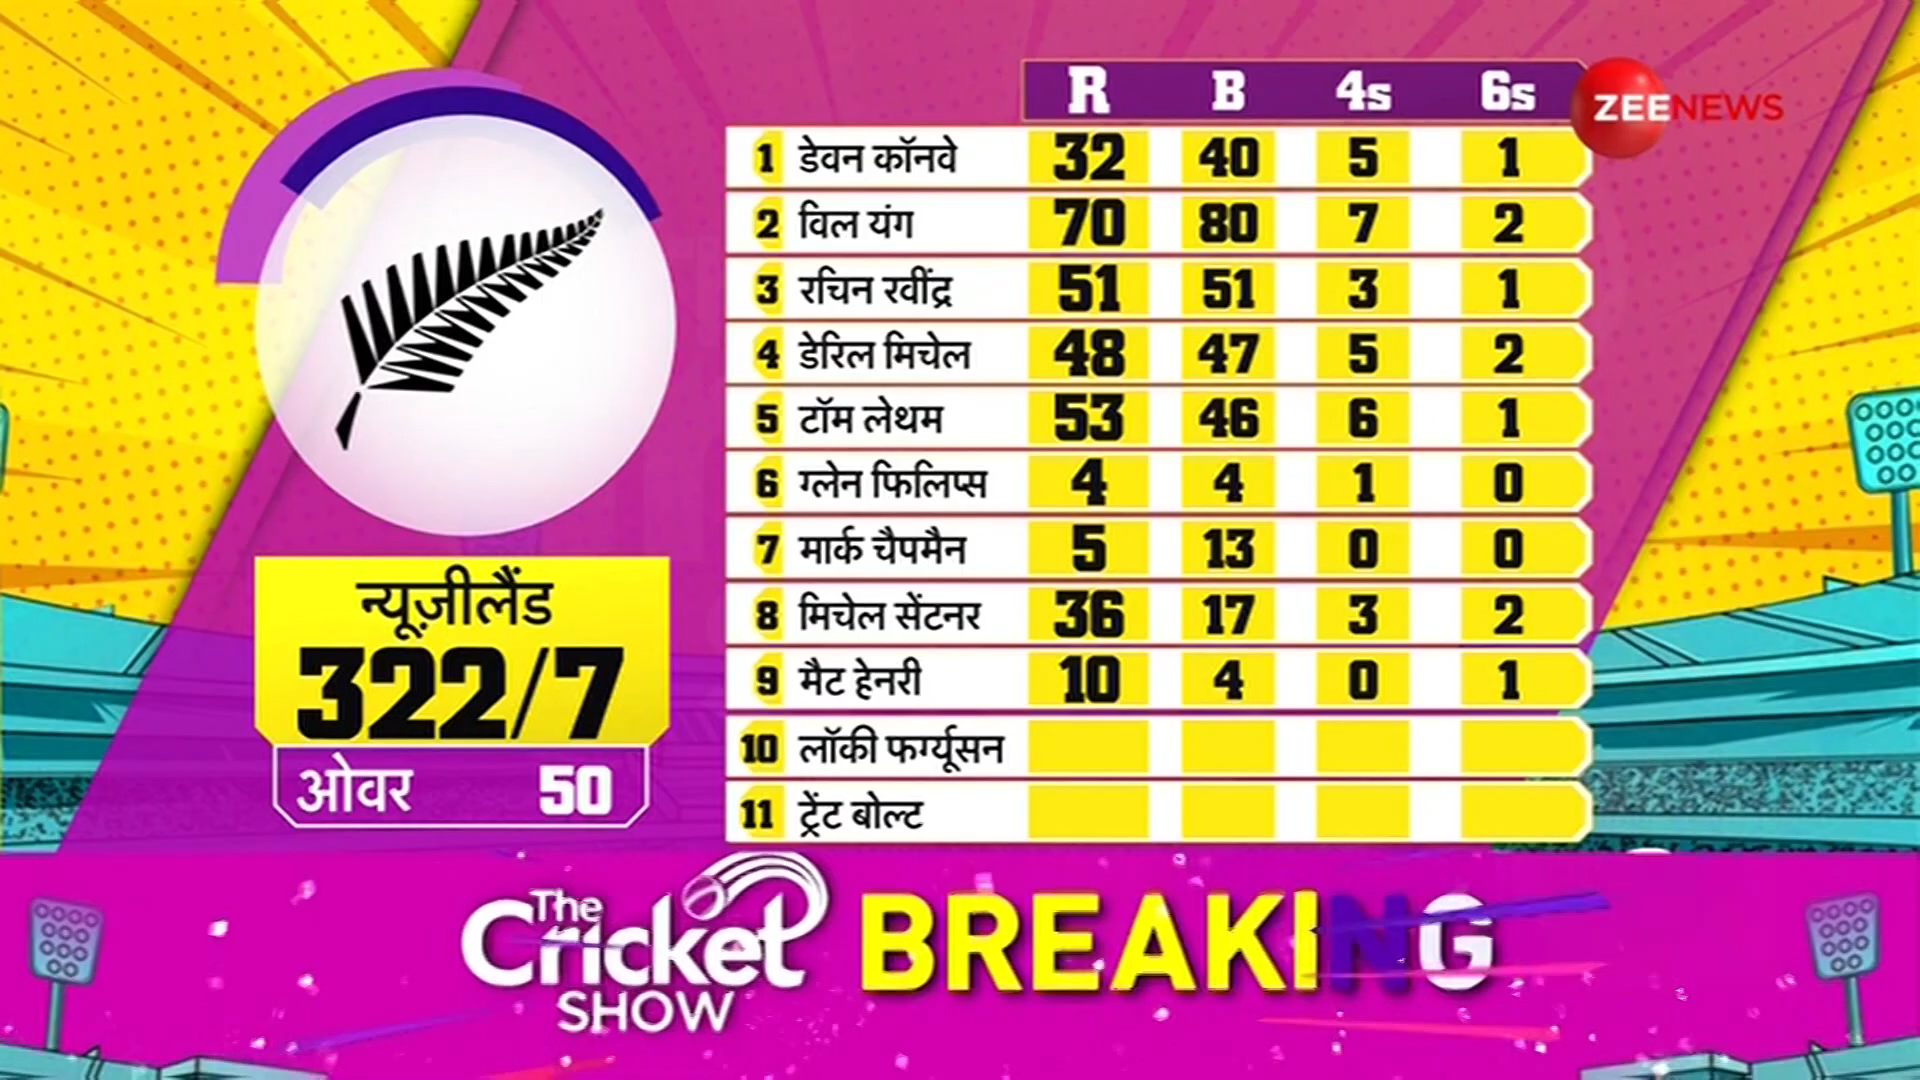 R B 4s 6s
ZEENEWS
1 डेवन कॉनवे 32 40 5 1
2 विल यंग 70 80 7 2
3 रचिन रवींद्र 51 51 3 1
4 डेरिल मिचेल 48 47 5 2
5 टॉम लेथम 53 46 6 1
6 ग्लेन फिलिप्स 4 4 1 0
7 मार्क चैपमैन 5 13 0 0
8 मिचेल सेंटनर 36 17 3 2
9 मैट हेनरी 10 4 0 1
10 लॉकी फर्ग्यूसन
11 ट्रेंट बोल्ट
न्यूज़ीलैंड
322/7
ओवर 50
The
Cricket
SHOW
BREAKING